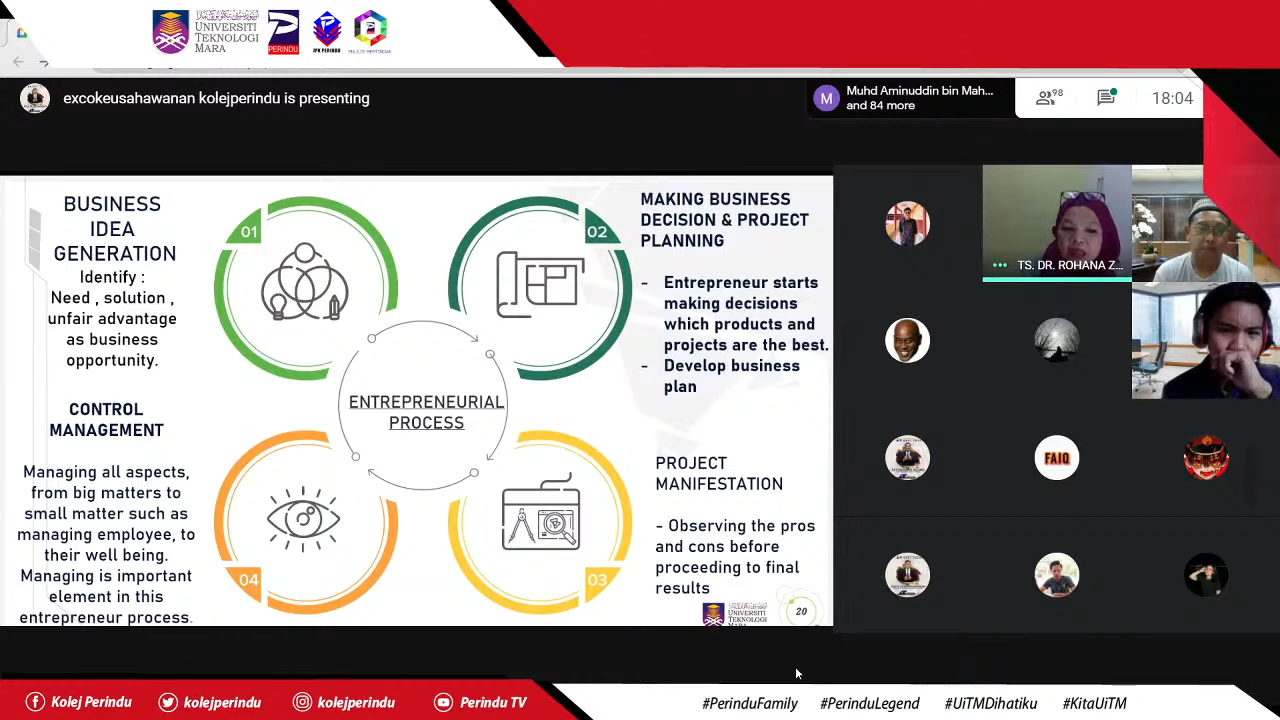 UNIVERSITI
TEKNOLOGI
MARA
PERINDU
JPK PERINDU
excokeusahawanan kolejperindu is presenting
M
Muhd Aminuddin bin Mah...
and 84 more
98
18:04
BUSINESS
IDEA
GENERATION
Identify :
Need , solution ,
unfair advantage
as business
opportunity.
01
02
MAKING BUSINESS
DECISION & PROJECT
PLANNING
- Entrepreneur starts
making decisions
which products and
projects are the best.
- Develop business
plan
ENTREPRENEURIAL
PROCESS
CONTROL
MANAGEMENT
Managing all aspects,
from big matters to
small matter such as
managing employee, to
their well being.
Managing is important
element in this
entrepreneur process.
04
03
PROJECT
MANIFESTATION
- Observing the pros
and cons before
proceeding to final
results
UNIVERSITI
TEKNOLOGI
MARA
20
TS. DR. ROHANA Z...
FAIQ
Kolej Perindu
kolejperindu
kolejperindu
Perindu TV
#PerinduFamily
#PerinduLegend
#UiTMDihatiku
#KitaUiTM